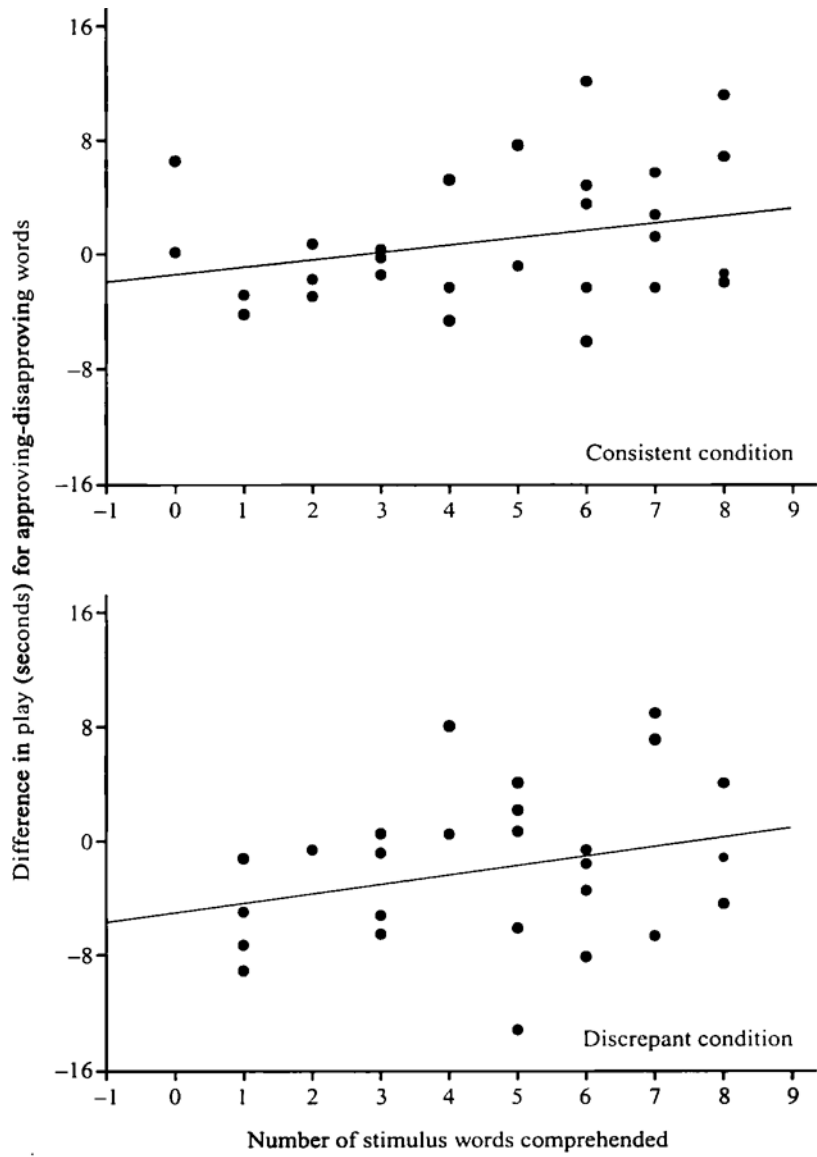 Difference in play (seconds) for approving-disapproving words
16
8
0
−8
−16
Consistent condition
−1 0 1 2 3 4 5 6 7 8 9
16
8
0
−8
−16
Discrepant condition
−1 0 1 2 3 4 5 6 7 8 9
Number of stimulus words comprehended